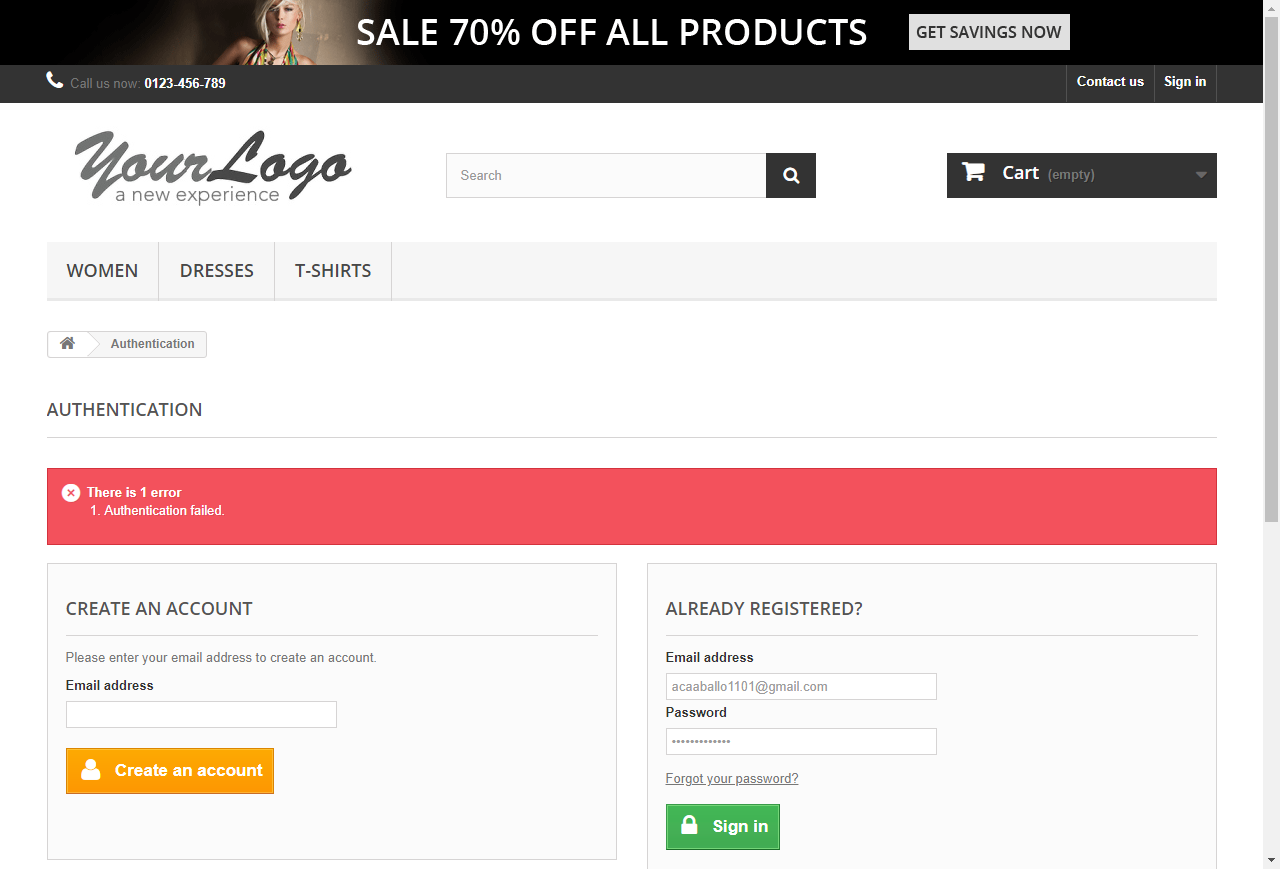 SALE 70% OFF ALL PRODUCTS GET SAVINGS NOW
Call us now: 0123-456-789 Contact us Sign in
Your Logo
a new experience
Search
Cart (empty)
WOMEN DRESSES T-SHIRTS
Authentication
AUTHENTICATION
There is 1 error
1. Authentication failed.
CREATE AN ACCOUNT
Please enter your email address to create an account.
Email address
Create an account
ALREADY REGISTERED?
Email address
acaaballo1101@gmail.com
Password
•••••••••••••
Forgot your password?
Sign in